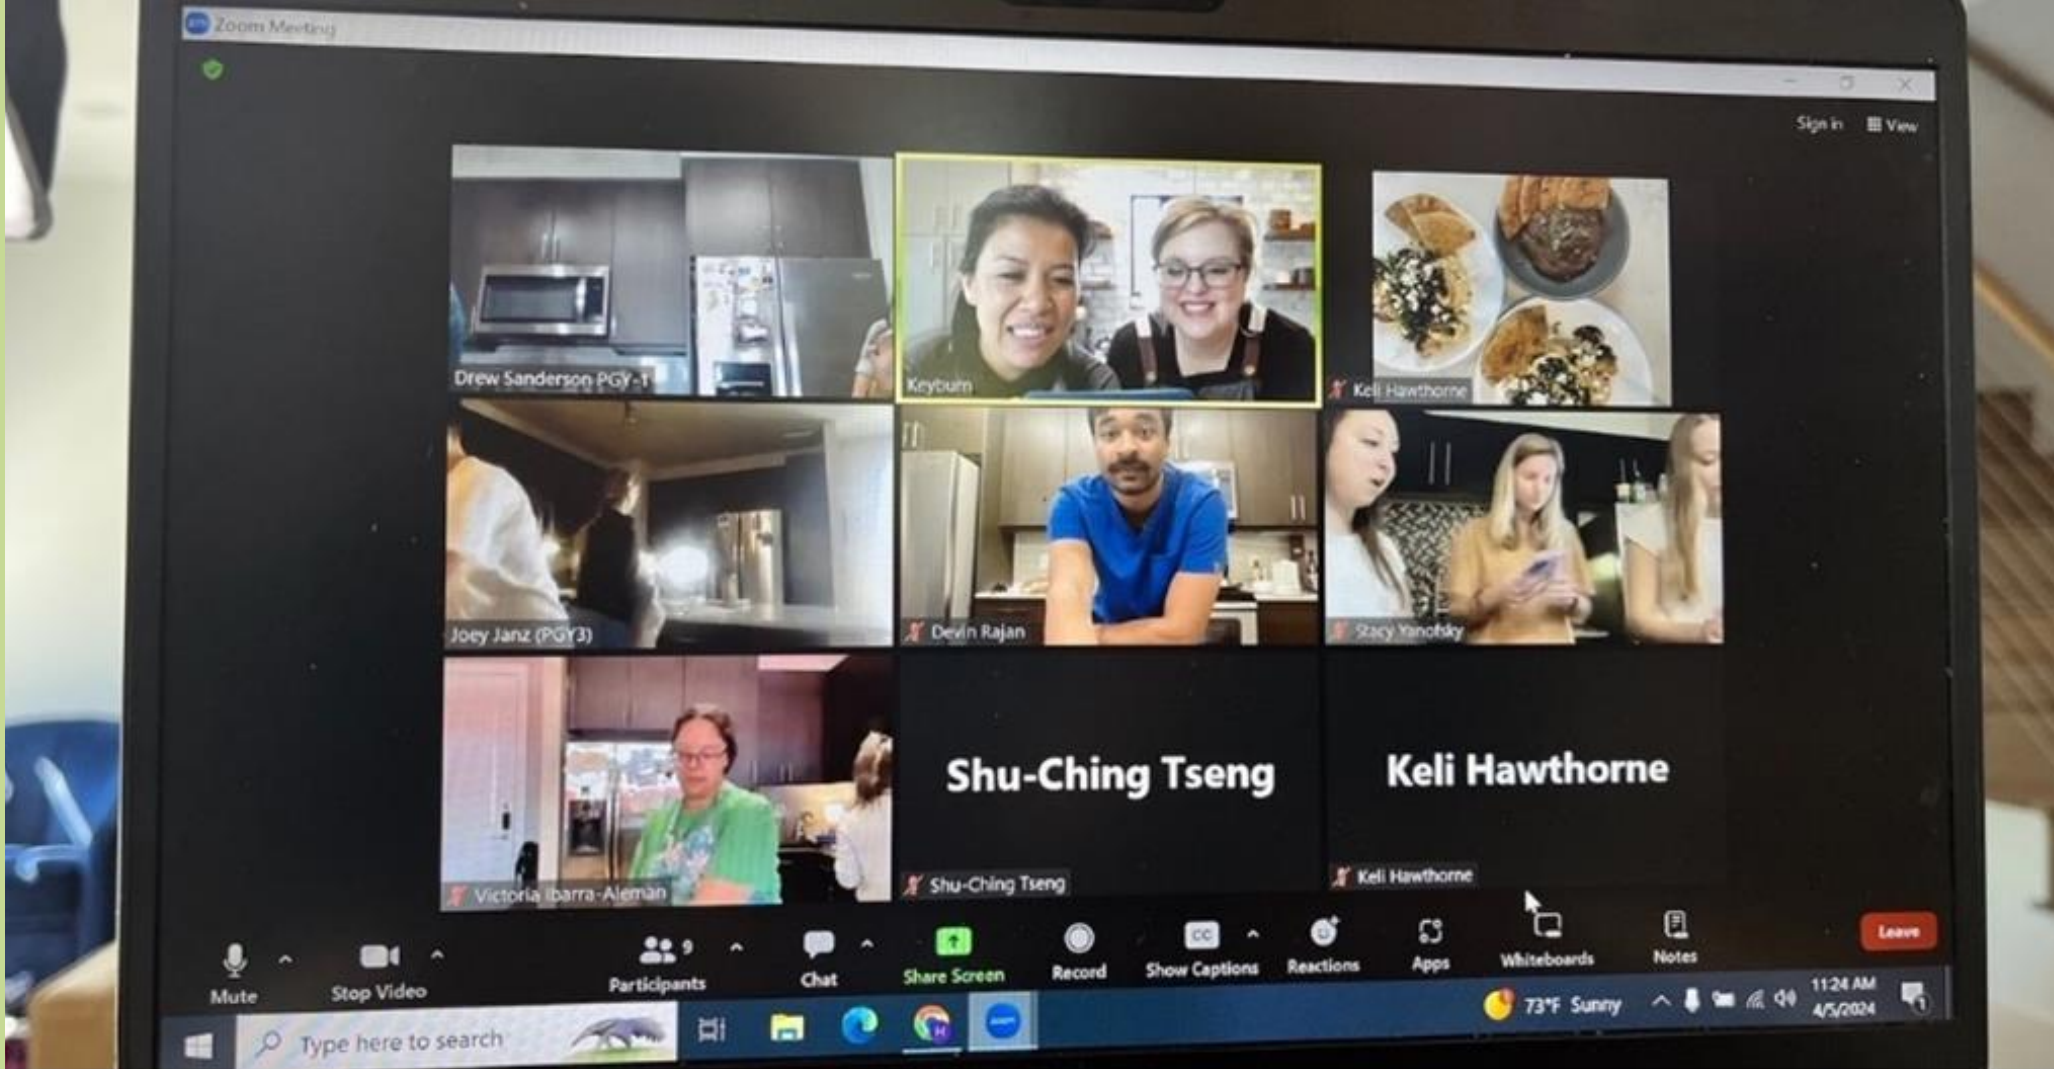 zoom Zoom Meeting
Sign in View
Drew Sanderson PGY-1
Keyburn
Keli Hawthorne
Joey Janz (PGY3)
Devin Rajan
Stacy Yanofsky
Victoria Ibarra-Aleman
Shu-Ching Tseng
Shu-Ching Tseng
Keli Hawthorne
Keli Hawthorne
Mute
Stop Video
9
Participants
Chat
Share Screen
Record
CC
Show Captions
Reactions
Apps
Whiteboards
Notes
Leave
Type here to search
H
zoom
73°F Sunny
11:24 AM
4/5/2024
1